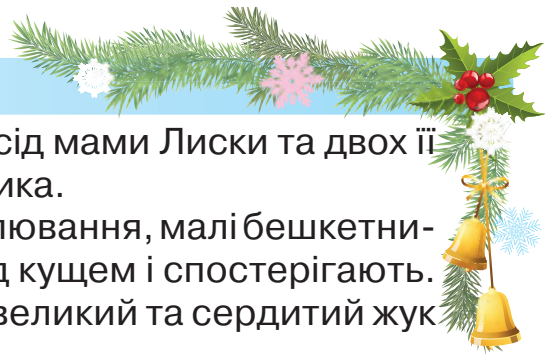 сід мами Лиски та двох її
ика.
лювання, малі бешкетни-
д кущем і спостерігають.
великий та сердитий жук